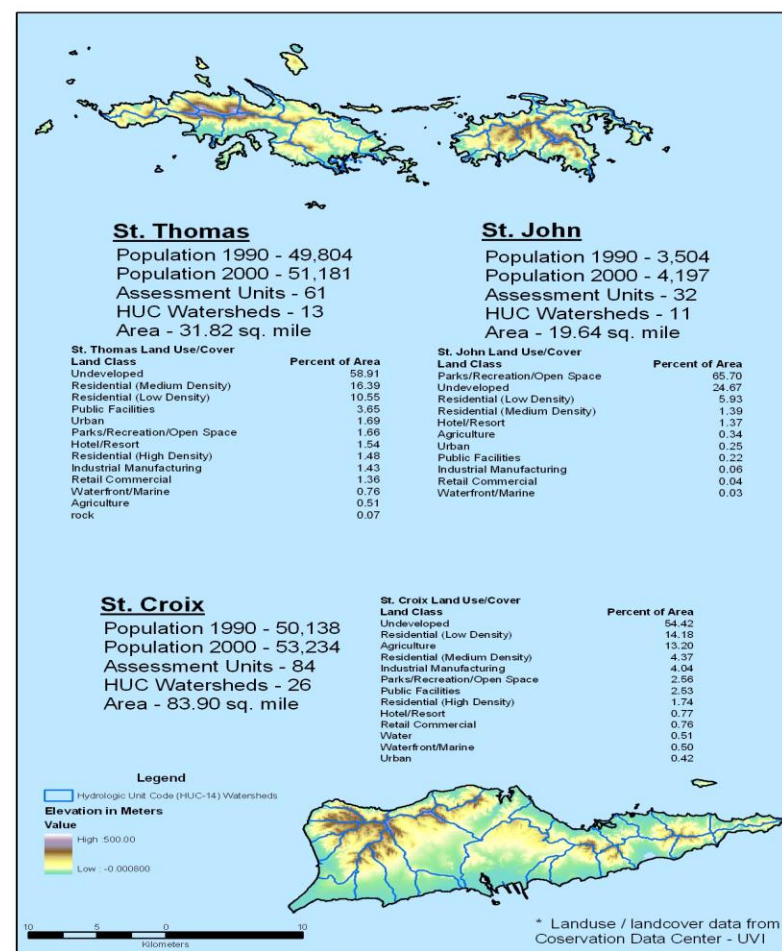 St. Thomas
Population 1990 - 49,804
Population 2000 - 51,181
Assessment Units - 61
HUC Watersheds - 13
Area - 31.82 sq. mile
St. Thomas Land Use/Cover
Land Class Percent of Area
Undeveloped 58.91
Residential (Medium Density) 16.39
Residential (Low Density) 10.55
Public Facilities 3.65
Urban 1.69
Parks/Recreation/Open Space 1.66
Hotel/Resort 1.54
Residential (High Density) 1.48
Industrial Manufacturing 1.43
Retail Commercial 1.36
Waterfront/Marine 0.76
Agriculture 0.51
rock 0.07
St. John
Population 1990 - 3,504
Population 2000 - 4,197
Assessment Units - 32
HUC Watersheds - 11
Area - 19.64 sq. mile
St. John Land Use/Cover
Land Class Percent of Area
Parks/Recreation/Open Space 65.70
Undeveloped 24.67
Residential (Low Density) 5.93
Residential (Medium Density) 1.39
Hotel/Resort 1.37
Agriculture 0.34
Urban 0.25
Public Facilities 0.22
Industrial Manufacturing 0.06
Retail Commercial 0.04
Waterfront/Marine 0.03
St. Croix
Population 1990 - 50,138
Population 2000 - 53,234
Assessment Units - 84
HUC Watersheds - 26
Area - 83.90 sq. mile
St. Croix Land Use/Cover
Land Class Percent of Area
Undeveloped 54.42
Residential (Low Density) 14.18
Agriculture 13.20
Residential (Medium Density) 4.37
Industrial Manufacturing 4.04
Parks/Recreation/Open Space 2.56
Public Facilities 2.53
Residential (High Density) 1.74
Hotel/Resort 0.77
Retail Commercial 0.76
Water 0.51
Waterfront/Marine 0.50
Urban 0.42
Legend
Hydrologic Unit Code (HUC-14) Watersheds
Elevation in Meters
Value
High :500.00
Low : -0.000800
10 5 0 10
Kilometers
* Landuse / landcover data from
Coservation Data Center - UVI